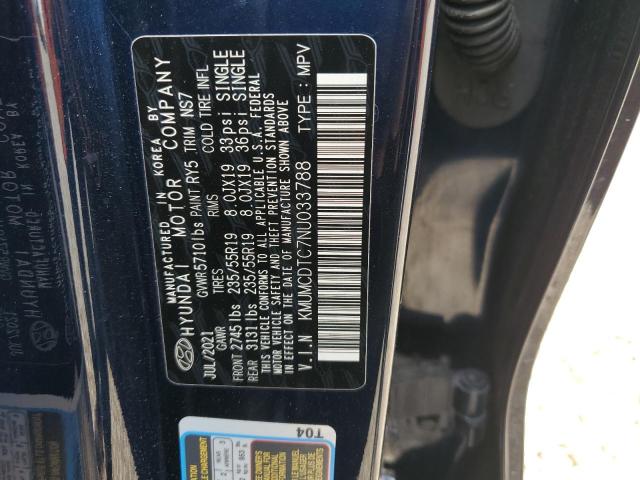 MANUFACTURED IN KOREA BY
HYUNDAI MOTOR COMPANY
JUL/2021 GVWR 5710 lbs PAINT RY5 TRIM NS7
GAWR TIRES RIMS COLD TIRE INFL
FRONT 2745 lbs 235/55R19 8.0JX19 33psi SINGLE
REAR 3131 lbs 235/55R19 8.0JX19 36psi SINGLE
THIS VEHICLE CONFORMS TO ALL APPLICABLE U.S.A. FEDERAL
MOTOR VEHICLE SAFETY AND THEFT PREVENTION STANDARDS
IN EFFECT ON THE DATE OF MANUFACTURE SHOWN ABOVE
V.I.N KMUMCDTC7NU033788 TYPE: MPV
T04